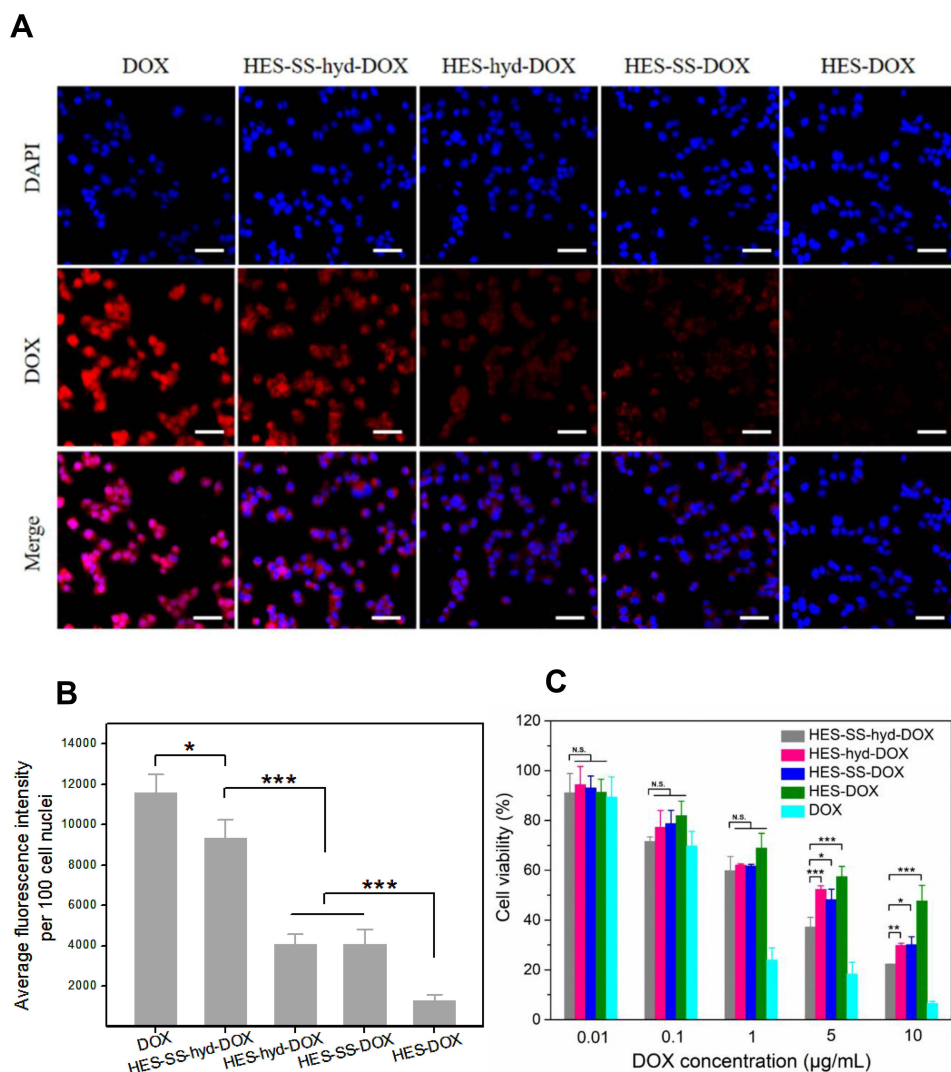 A
DOX HES-SS-hyd-DOX HES-hyd-DOX HES-SS-DOX HES-DOX
DAPI
DOX
Merge
B
Average fluorescence intensity
per 100 cell nuclei
14000
12000
10000
8000
6000
4000
2000
*
***
***
DOX
HES-SS-hyd-DOX
HES-hyd-DOX
HES-SS-DOX
HES-DOX
C
Cell viability (%)
120
100
80
60
40
20
0
HES-SS-hyd-DOX
HES-hyd-DOX
HES-SS-DOX
HES-DOX
DOX
N.S.
N.S.
N.S.
***
*
***
***
*
**
0.01 0.1 1 5 10
DOX concentration (μg/mL)